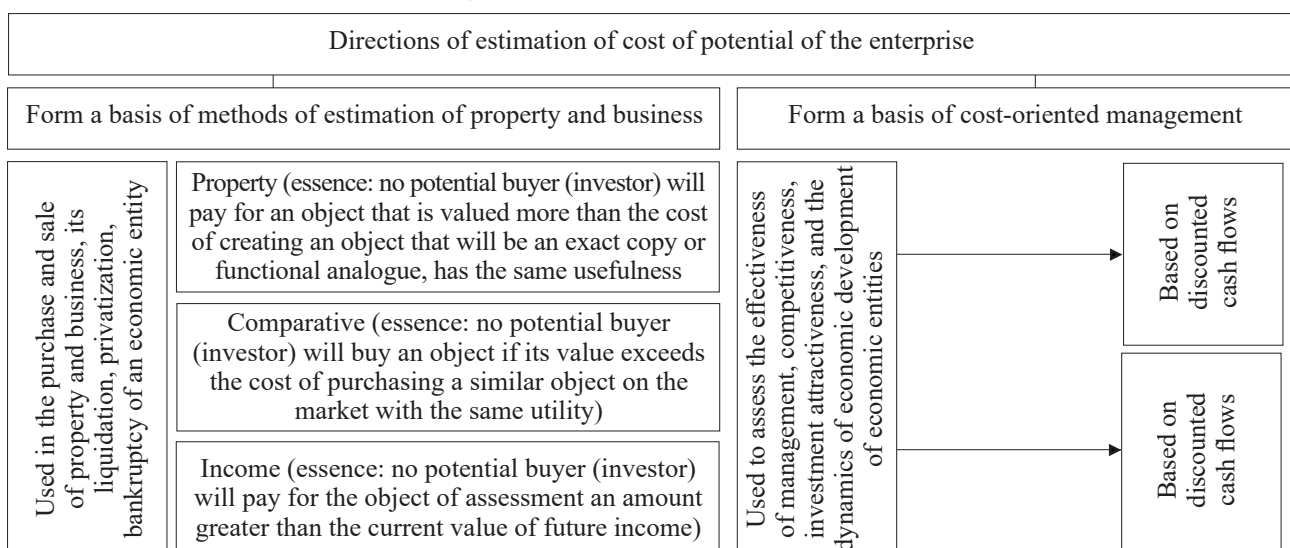 Directions of estimation of cost of potential of the enterprise
Form a basis of methods of estimation of property and business
Form a basis of cost-oriented management
Used in the purchase and sale
of property and business, its
liquidation, privatization,
bankruptcy of an economic entity
Property (essence: no potential buyer (investor) will
pay for an object that is valued more than the cost
of creating an object that will be an exact copy or
functional analogue, has the same usefulness
Comparative (essence: no potential buyer
(investor) will buy an object if its value exceeds
the cost of purchasing a similar object on the
market with the same utility)
Income (essence: no potential buyer (investor)
will pay for the object of assessment an amount
greater than the current value of future income)
Used to assess the effectiveness
of management, competitiveness,
investment attractiveness, and the
dynamics of economic development
of economic entities
Based on
discounted
cash flows
Based on
discounted
cash flows